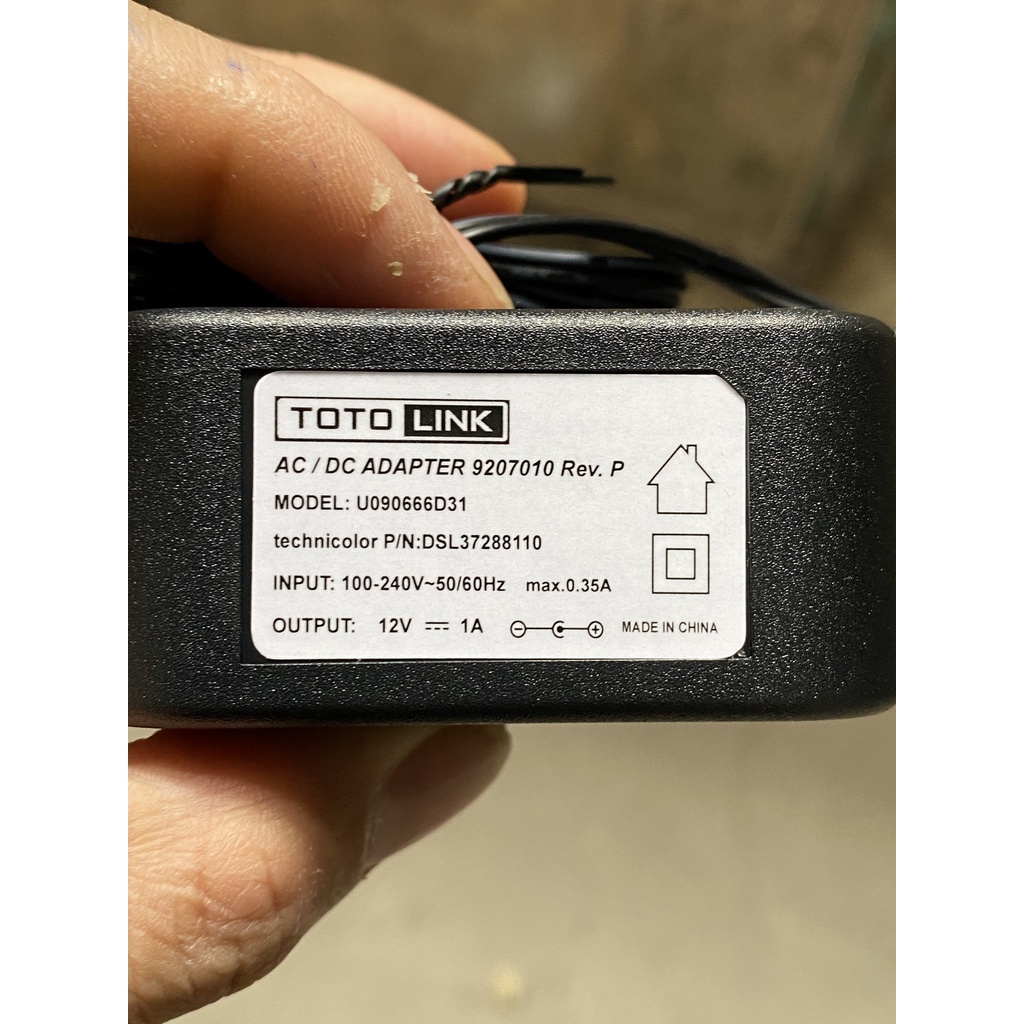 TOTO LINK
AC / DC ADAPTER 9207010 Rev. P
MODEL: U090666D31
technicolor P/N:DSL37288110
INPUT: 100-240V~50/60Hz max.0.35A
OUTPUT: 12V ⎓ 1A MADE IN CHINA